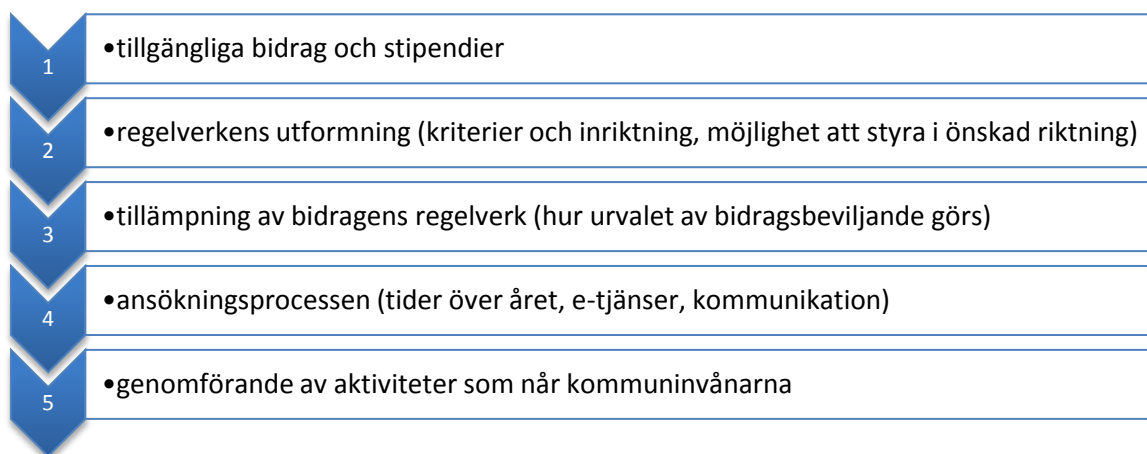 1
•tillgängliga bidrag och stipendier
2
•regelverkens utformning (kriterier och inriktning, möjlighet att styra i önskad riktning)
3
•tillämpning av bidragens regelverk (hur urvalet av bidragsbeviljande görs)
4
•ansökningsprocessen (tider över året, e-tjänser, kommunikation)
5
•genomförande av aktiviteter som når kommuninvånarna